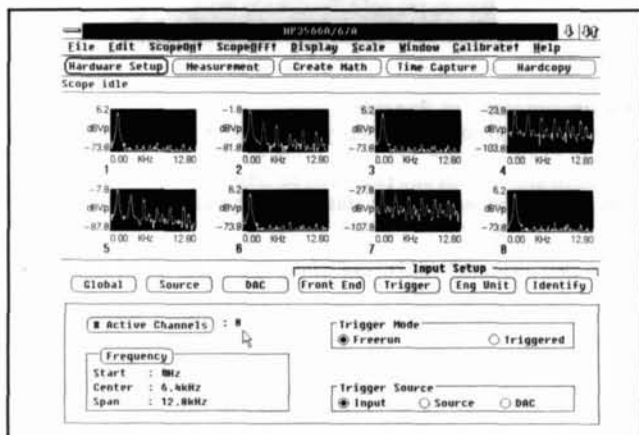 HP3566A/67A
File Edit ScopeOn! ScopeOff! Display Scale Window Calibrate! Help
Hardware Setup Measurement Create Math Time Capture Hardcopy
Scope idle
6.2 -1.8 6.2 -23.8
dBVp dBVp dBVp dBVp
-73.8 -81.8 -73.8 -103.8
0.00 KHz 12.80 0.00 KHz 12.80 0.00 KHz 12.80 0.00 KHz 12.80
1 2 3 4
-7.8 6.2 -27.8 6.2
dBVp dBVp dBVp dBVp
-87.8 -73.8 -107.8 -73.8
0.00 KHz 12.80 0.00 KHz 12.80 0.00 KHz 12.80 0.00 KHz 12.80
5 6 7 8
Input Setup
Global Source DAC Front End Trigger Eng Unit Identify
# Active Channels : 8
Trigger Mode
Freerun Triggered
Frequency
Start : 0Hz
Center : 6.4kHz
Span : 12.8kHz
Trigger Source
Input Source DAC